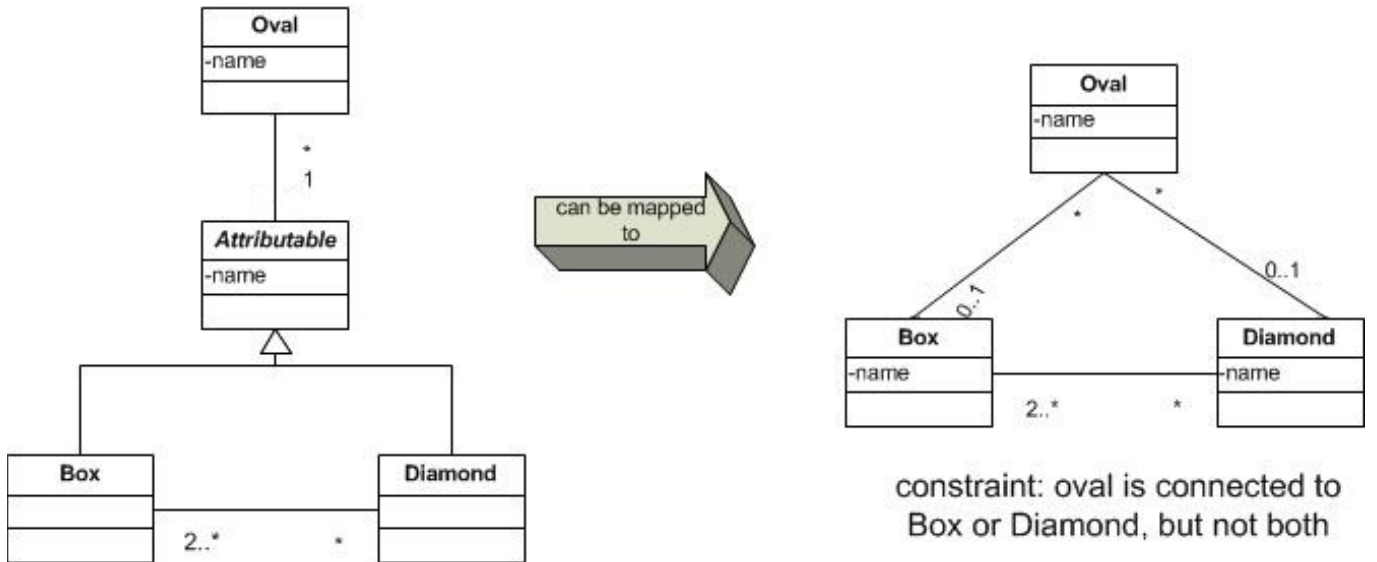 Oval
-name
*
1
Attributable
-name
Box
Diamond
2..*
*
can be mapped
to
Oval
-name
*
*
0..1
0..1
Box
-name
Diamond
-name
2..*
*
constraint: oval is connected to
Box or Diamond, but not both